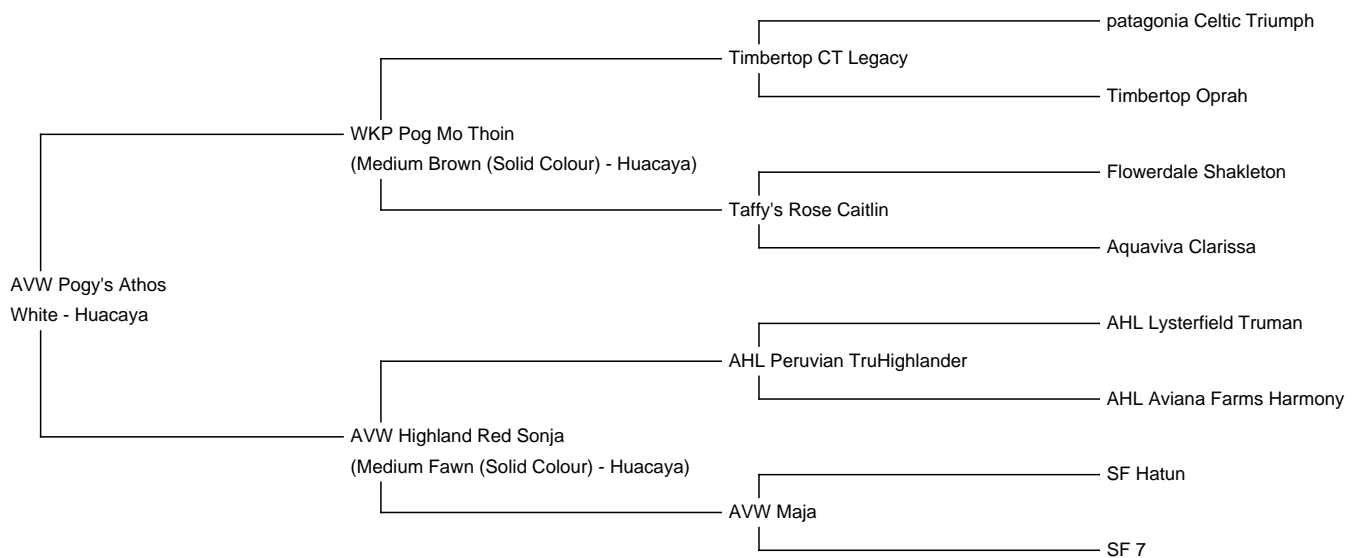 patagonia Celtic Triumph
Timbertop CT Legacy
Timbertop Oprah
WKP Pog Mo Thoin
(Medium Brown (Solid Colour) - Huacaya)
Flowerdale Shakleton
Taffy's Rose Caitlin
Aquaviva Clarissa
AVW Pogy's Athos
White - Huacaya
AHL Lysterfield Truman
AHL Peruvian TruHighlander
AHL Aviana Farms Harmony
AVW Highland Red Sonja
(Medium Fawn (Solid Colour) - Huacaya)
SF Hatun
AVW Maja
SF 7